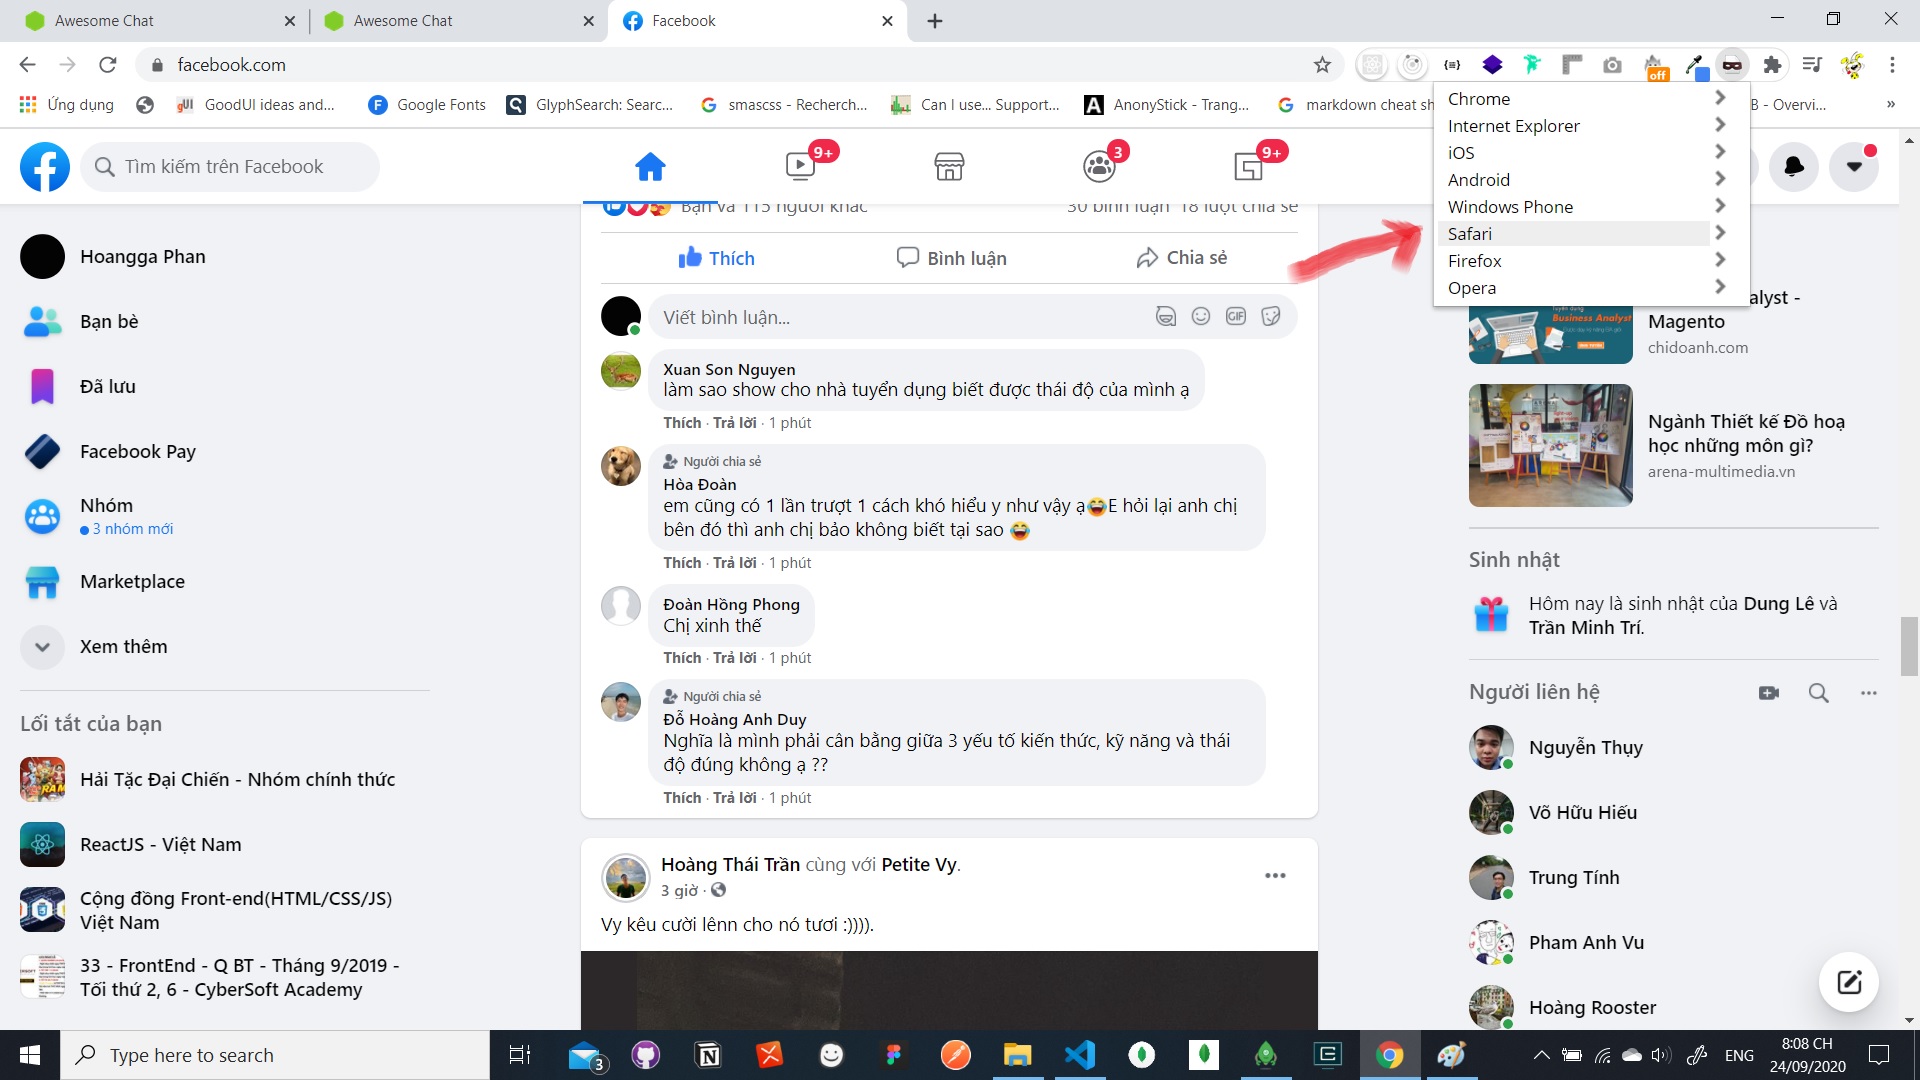 Awesome Chat
Awesome Chat
Facebook
facebook.com
off
Ứng dụng
GoodUI ideas and...
Google Fonts
GlyphSearch: Searc...
smascss - Recherch...
Can I use... Support...
AnonyStick - Trang...
markdown cheat sh
B - Overvi...
Chrome
Internet Explorer
iOS
Android
Windows Phone
Safari
Firefox
Opera
Tìm kiếm trên Facebook
9+
3
9+
Hoangga Phan
Bạn bè
Đã lưu
Facebook Pay
Nhóm
3 nhóm mới
Marketplace
Xem thêm
Lối tắt của bạn
Hải Tặc Đại Chiến - Nhóm chính thức
ReactJS - Việt Nam
Cộng đồng Front-end(HTML/CSS/JS)
Việt Nam
33 - FrontEnd - Q BT - Tháng 9/2019 -
Tối thứ 2, 6 - CyberSoft Academy
Bạn và 115 người khác
30 bình luận 18 lượt chia sẻ
Thích
Bình luận
Chia sẻ
Viết bình luận...
GIF
Xuan Son Nguyen
làm sao show cho nhà tuyển dụng biết được thái độ của mình ạ
Thích · Trả lời · 1 phút
Người chia sẻ
Hòa Đoàn
em cũng có 1 lần trượt 1 cách khó hiểu y như vậy ạ😂E hỏi lại anh chị
bên đó thì anh chị bảo không biết tại sao 😂
Thích · Trả lời · 1 phút
Đoàn Hồng Phong
Chị xinh thế
Thích · Trả lời · 1 phút
Người chia sẻ
Đỗ Hoàng Anh Duy
Nghĩa là mình phải cân bằng giữa 3 yếu tố kiến thức, kỹ năng và thái
độ đúng không ạ ??
Thích · Trả lời · 1 phút
Hoàng Thái Trần cùng với Petite Vy.
3 giờ ·
Vy kêu cười lênn cho nó tươi :)))).
Business Analyst
alyst -
Magento
chidoanh.com
Ngành Thiết kế Đồ hoạ
học những môn gì?
arena-multimedia.vn
Sinh nhật
Hôm nay là sinh nhật của Dung Lê và
Trần Minh Trí.
Người liên hệ
Nguyễn Thụy
Võ Hữu Hiếu
Trung Tính
Pham Anh Vu
Hoàng Rooster
Type here to search
3
ENG
8:08 CH
24/09/2020